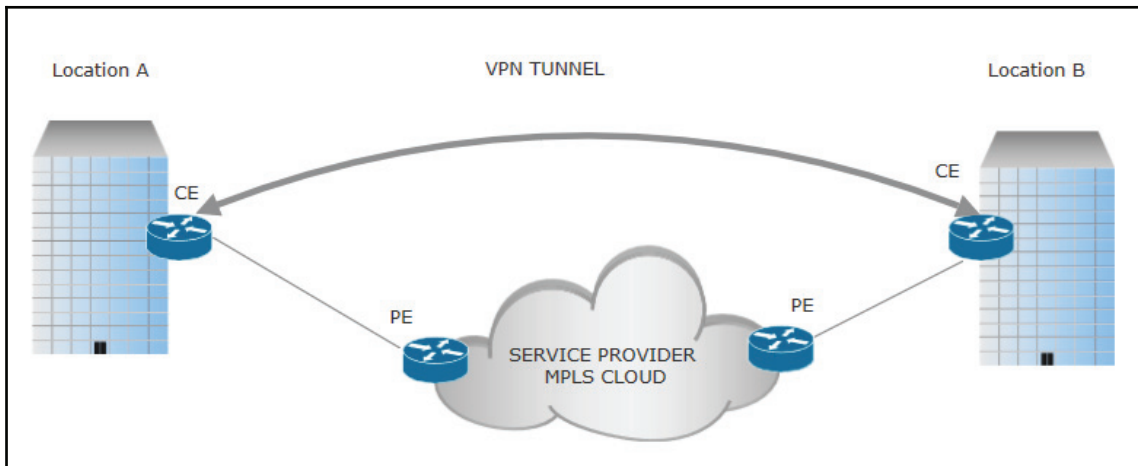 Location A
VPN TUNNEL
Location B
CE
CE
PE
PE
SERVICE PROVIDER
MPLS CLOUD